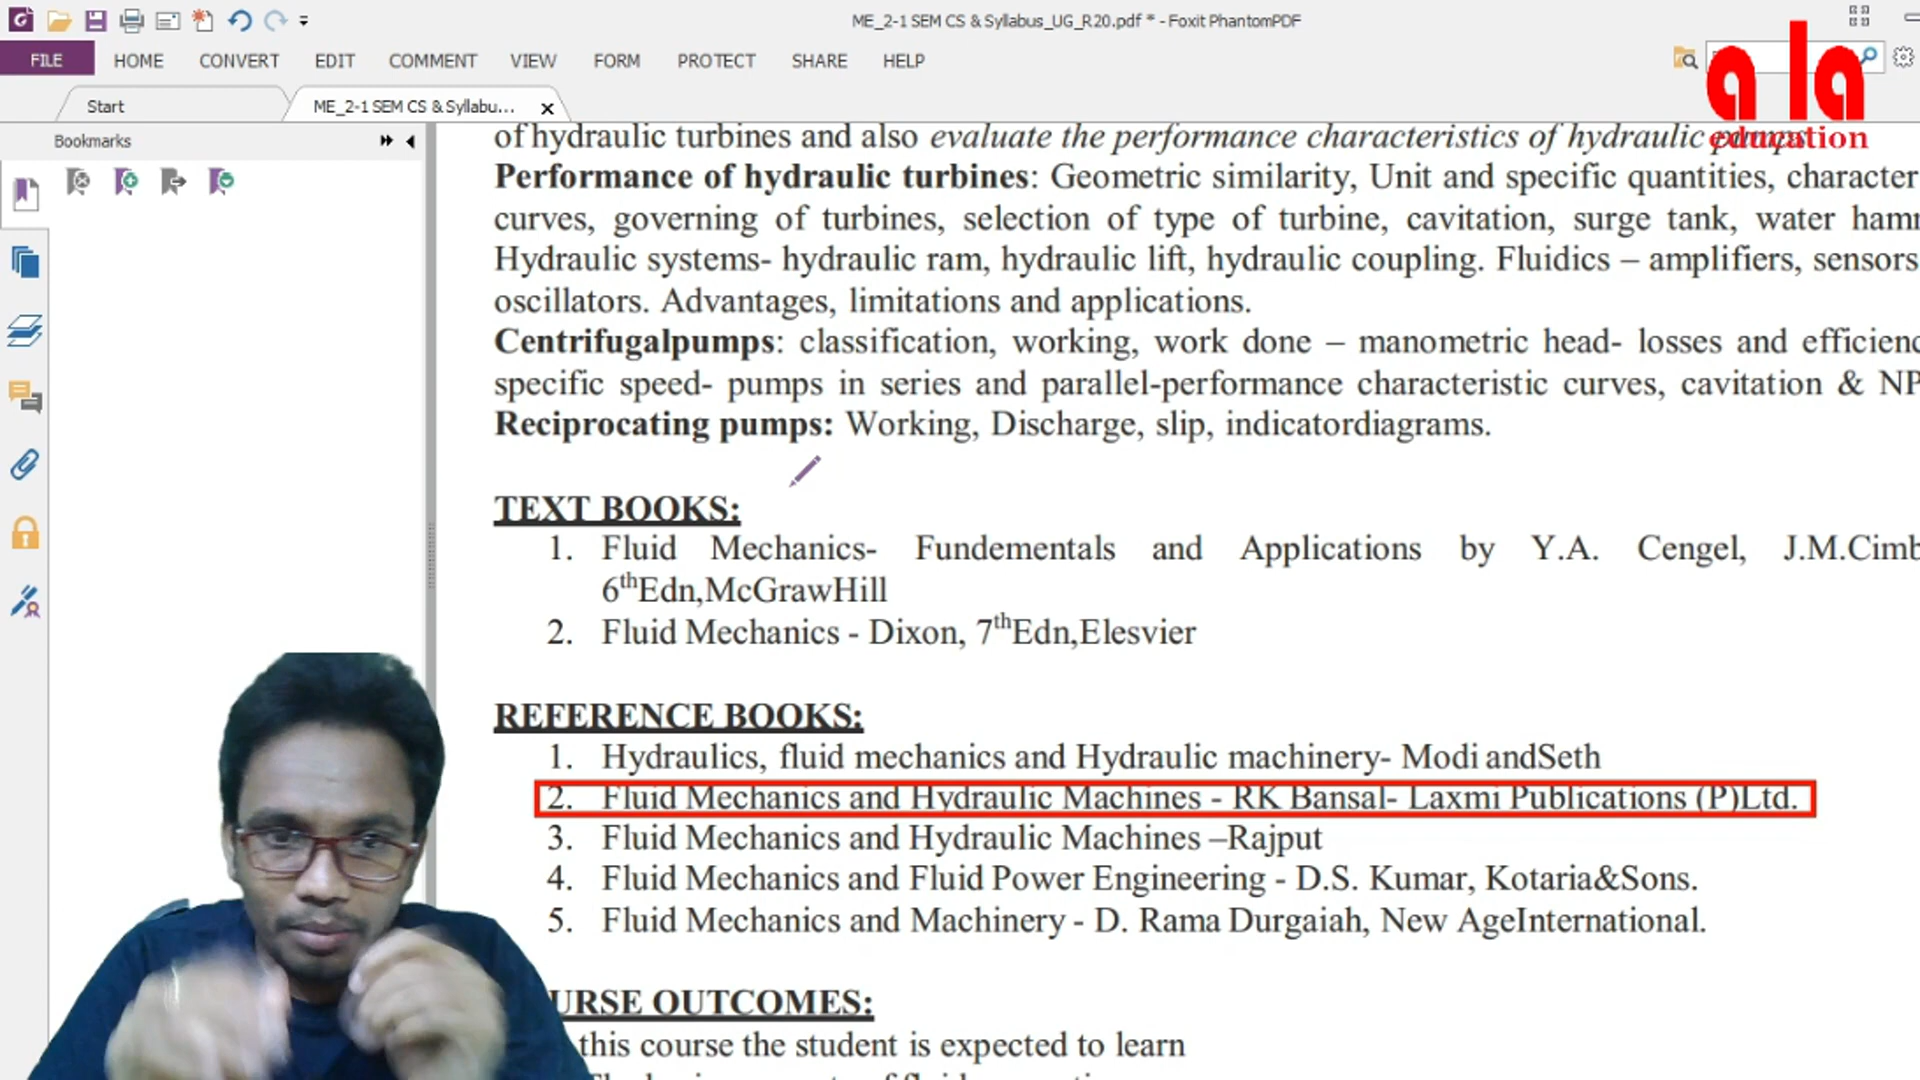 ME_2-1 SEM CS & Syllabus_UG_R20.pdf * - Foxit PhantomPDF
FILE HOME CONVERT EDIT VIEW COMMENT FORM PROTECT SHARE HELP
a la
education
Start ME_2-1 SEM CS & Syllabu...
Bookmarks
of hydraulic turbines and also evaluate the performance characteristics of hydraulic
Performance of hydraulic turbines: Geometric similarity, Unit and specific quantities, character
curves, governing of turbines, selection of type of turbine, cavitation, surge tank, water hamm
Hydraulic systems- hydraulic ram, hydraulic lift, hydraulic coupling. Fluidics – amplifiers, sensors
oscillators. Advantages, limitations and applications.
Centrifugalpumps: classification, working, work done – manometric head- losses and efficienc
specific speed- pumps in series and parallel-performance characteristic curves, cavitation & NP
Reciprocating pumps: Working, Discharge, slip, indicatordiagrams.
TEXT BOOKS:
1. Fluid Mechanics- Fundementals and Applications by Y.A. Cengel, J.M.Cimb
6thEdn,McGrawHill
2. Fluid Mechanics - Dixon, 7thEdn,Elesvier
REFERENCE BOOKS:
1. Hydraulics, fluid mechanics and Hydraulic machinery- Modi andSeth
2. Fluid Mechanics and Hydraulic Machines - RK Bansal- Laxmi Publications (P)Ltd.
3. Fluid Mechanics and Hydraulic Machines –Rajput
4. Fluid Mechanics and Fluid Power Engineering - D.S. Kumar, Kotaria&Sons.
5. Fluid Mechanics and Machinery - D. Rama Durgaiah, New AgeInternational.
URSE OUTCOMES:
this course the student is expected to learn